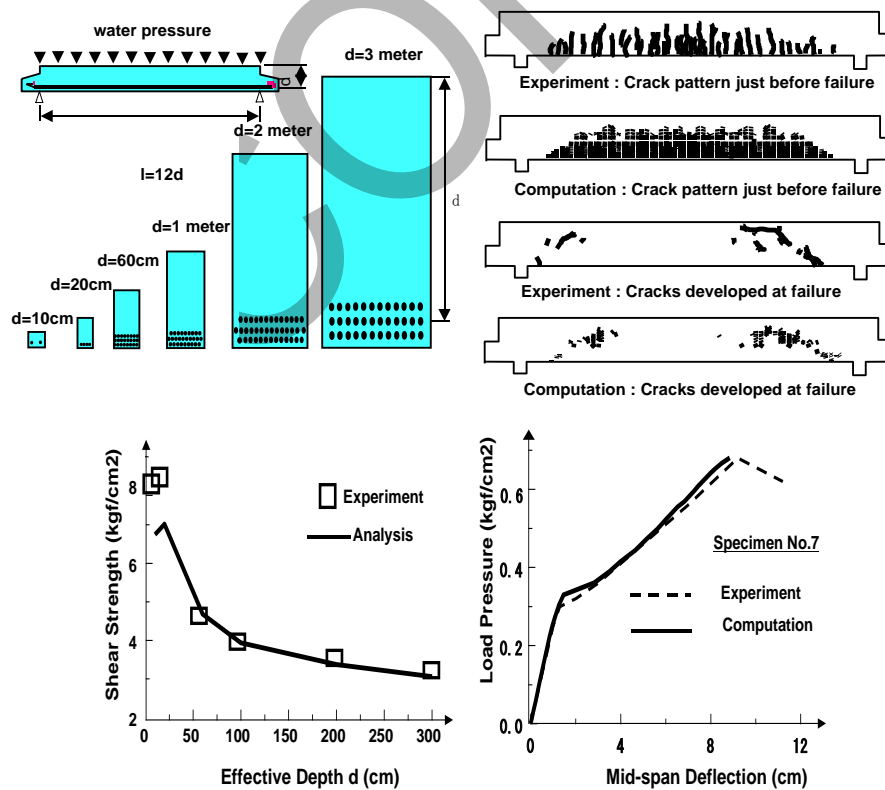 water pressure
d
l=12d
d=10cm
d=20cm
d=60cm
d=1 meter
d=2 meter
d=3 meter
d
Experiment : Crack pattern just before failure
Computation : Crack pattern just before failure
Experiment : Cracks developed at failure
Computation : Cracks developed at failure
Shear Strength (kgf/cm2)
8
6
4
2
0 50 100 150 200 250 300
Effective Depth d (cm)
Experiment
Analysis
Load Pressure (kgf/cm2)
0.6
0.4
0.2
0.0
0 4 8 12
Mid-span Deflection (cm)
Specimen No.7
Experiment
Computation